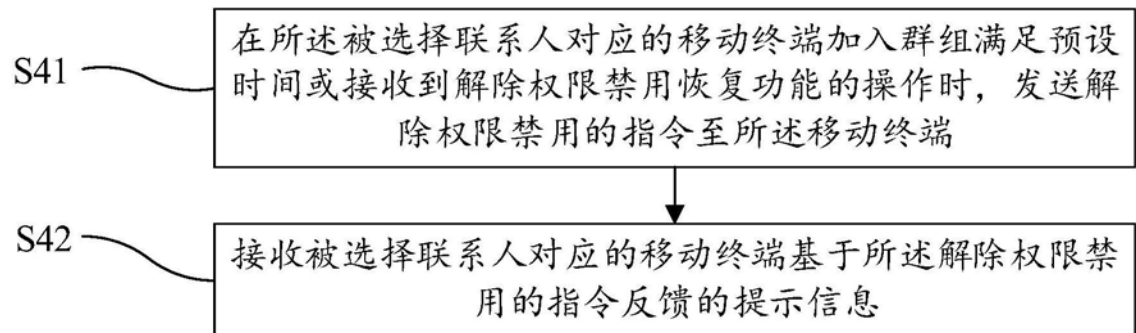 S41
在所述被选择联系人对应的移动终端加入群组满足预设
时间或接收到解除权限禁用恢复功能的操作时，发送解
除权限禁用的指令至所述移动终端
S42
接收被选择联系人对应的移动终端基于所述解除权限禁
用的指令反馈的提示信息